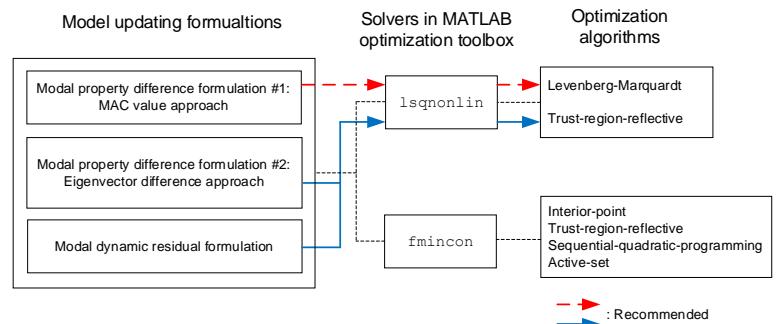 Model updating formualtions
Solvers in MATLAB
optimization toolbox
Optimization
algorithms
Modal property difference formulation #1:
MAC value approach
Modal property difference formulation #2:
Eigenvector difference approach
Modal dynamic residual formulation
lsqnonlin
fmincon
Levenberg-Marquardt
Trust-region-reflective
Interior-point
Trust-region-reflective
Sequential-quadratic-programming
Active-set
: Recommended